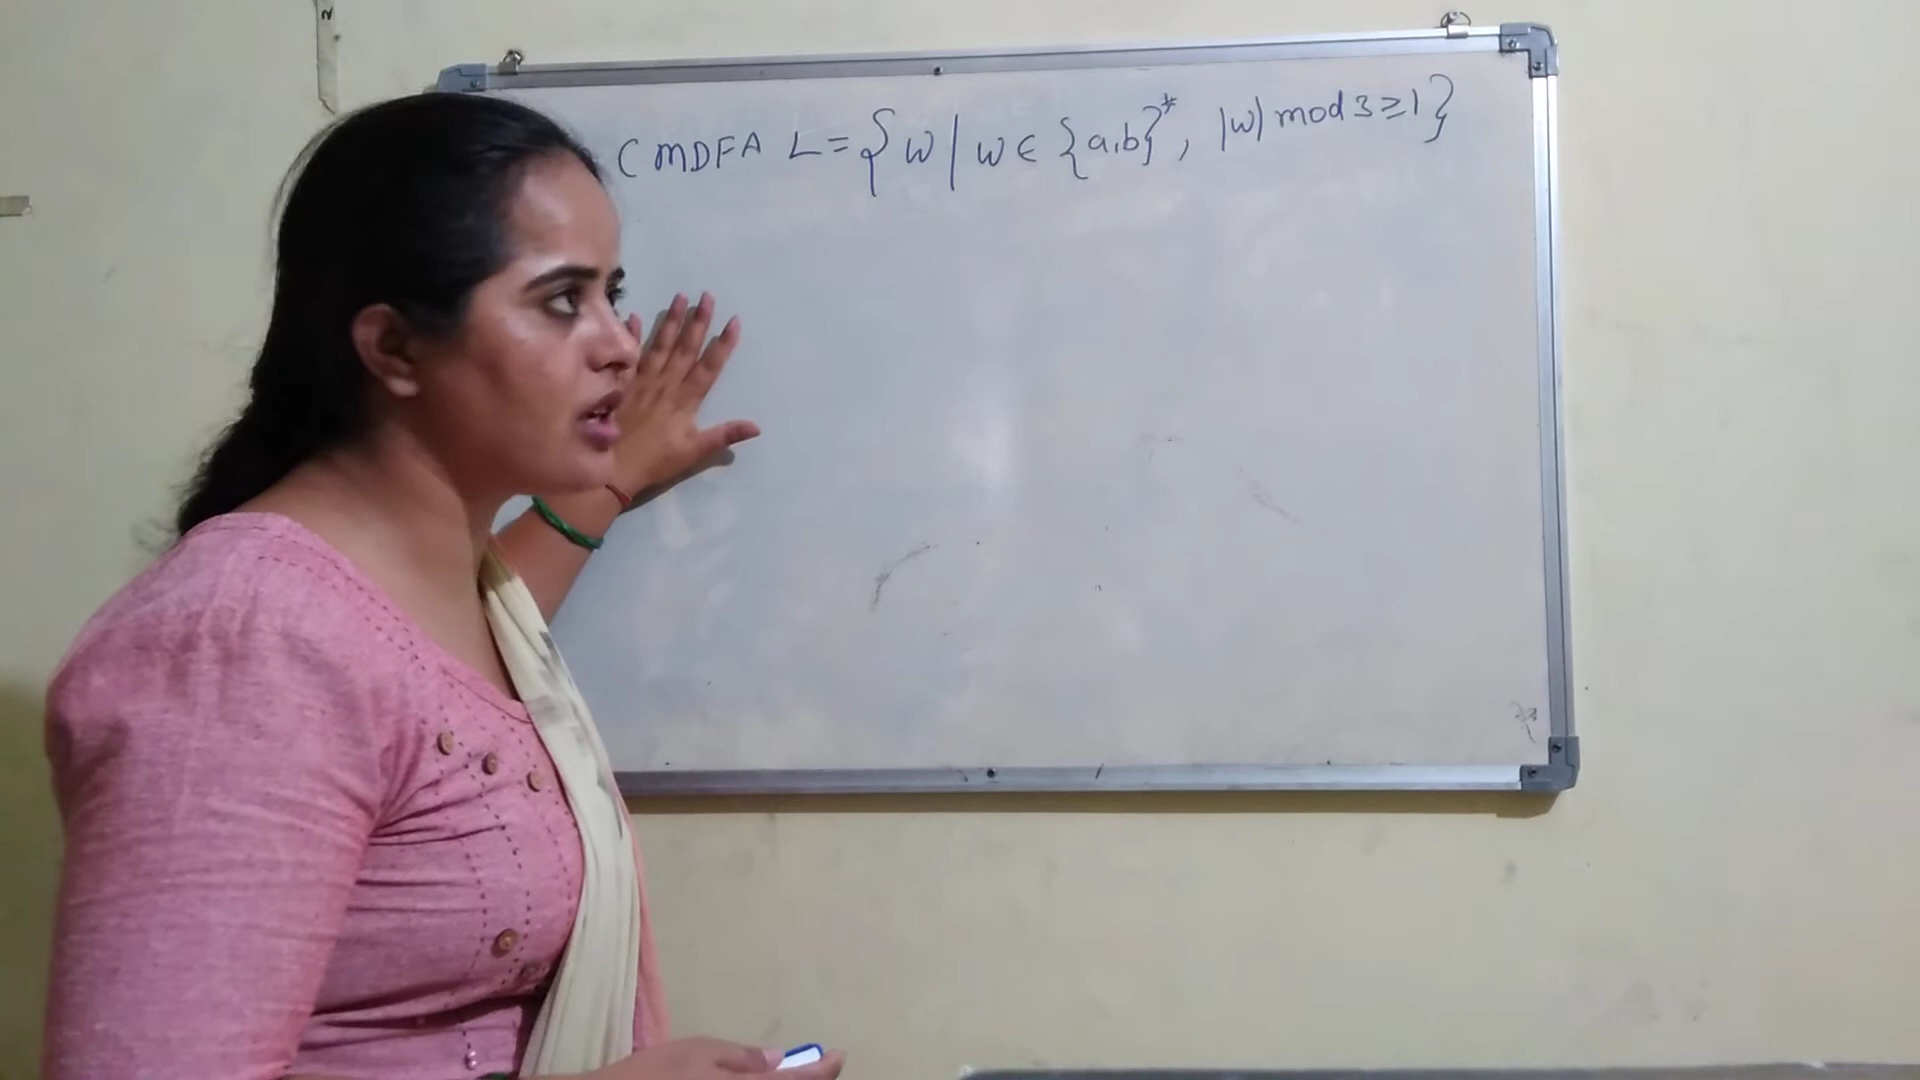 CMDFA L = {w | w ∈ {a,b}*, |w| mod 3 ≥ 1}